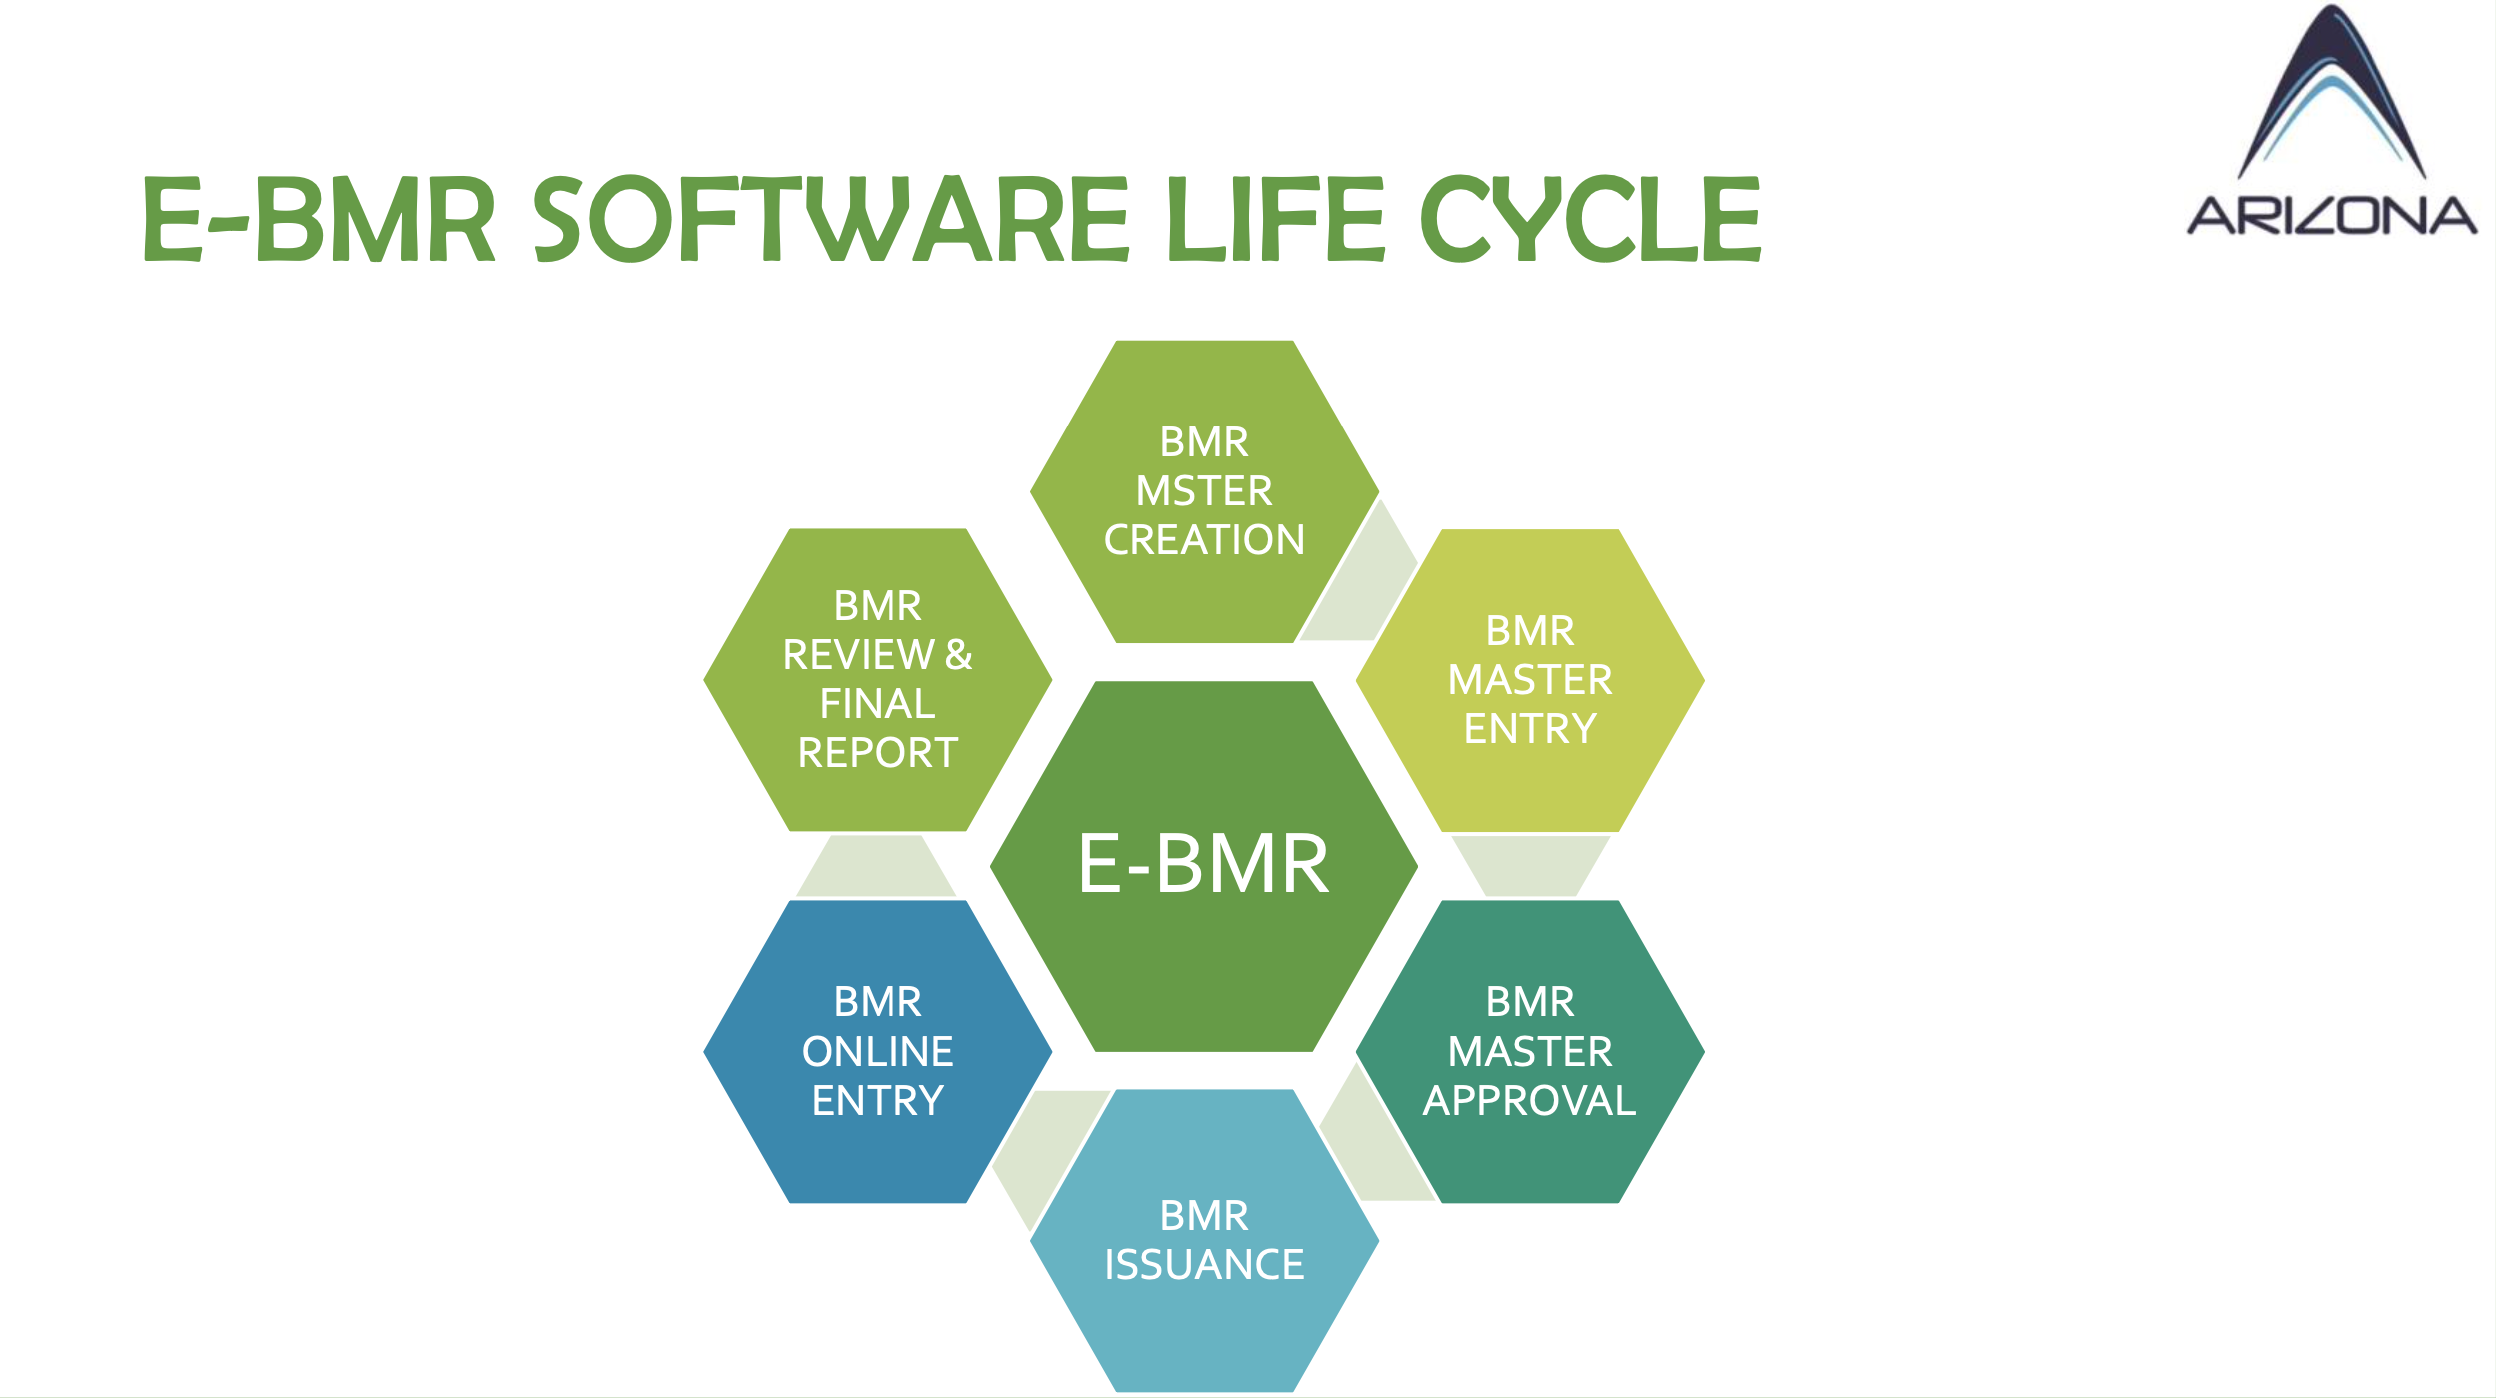 E-BMR SOFTWARE LIFE CYCLE
ARIZONA
BMR
MSTER
CREATION
BMR
MASTER
ENTRY
BMR
MASTER
APPROVAL
BMR
ISSUANCE
BMR
ONLINE
ENTRY
BMR
REVIEW &
FINAL
REPORT
E-BMR